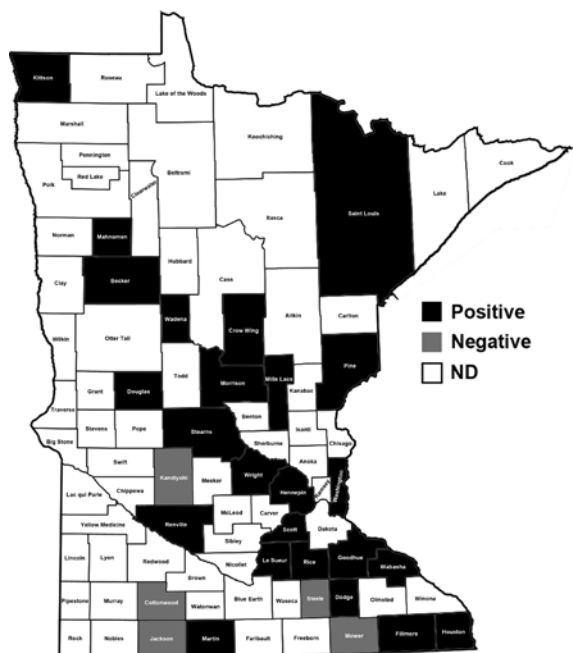 Kittson
Roseau
Lake of the Woods
Marshall
Koochiching
Pennington
Red Lake
Polk
Clearwater
Beltrami
Cook
Lake
Saint Louis
Itasca
Norman
Mahnomen
Hubbard
Cass
Clay
Becker
Wadena
Crow Wing
Aitkin
Carlton
Positive
Negative
ND
Wilkin
Otter Tail
Pine
Todd
Morrison
Mille Lacs
Kanabec
Grant
Douglas
Traverse
Benton
Stevens
Pope
Stearns
Isanti
Big Stone
Sherburne
Chisago
Swift
Anoka
Kandiyohi
Wright
Meeker
Hennepin
Ramsey
Washington
Lac qui Parle
Chippewa
McLeod
Carver
Yellow Medicine
Renville
Scott
Dakota
Sibley
Lincoln
Lyon
Redwood
Nicollet
Le Sueur
Rice
Goodhue
Wabasha
Brown
Pipestone
Murray
Cottonwood
Watonwan
Blue Earth
Waseca
Steele
Dodge
Olmsted
Winona
Rock
Nobles
Jackson
Martin
Faribault
Freeborn
Mower
Fillmore
Houston